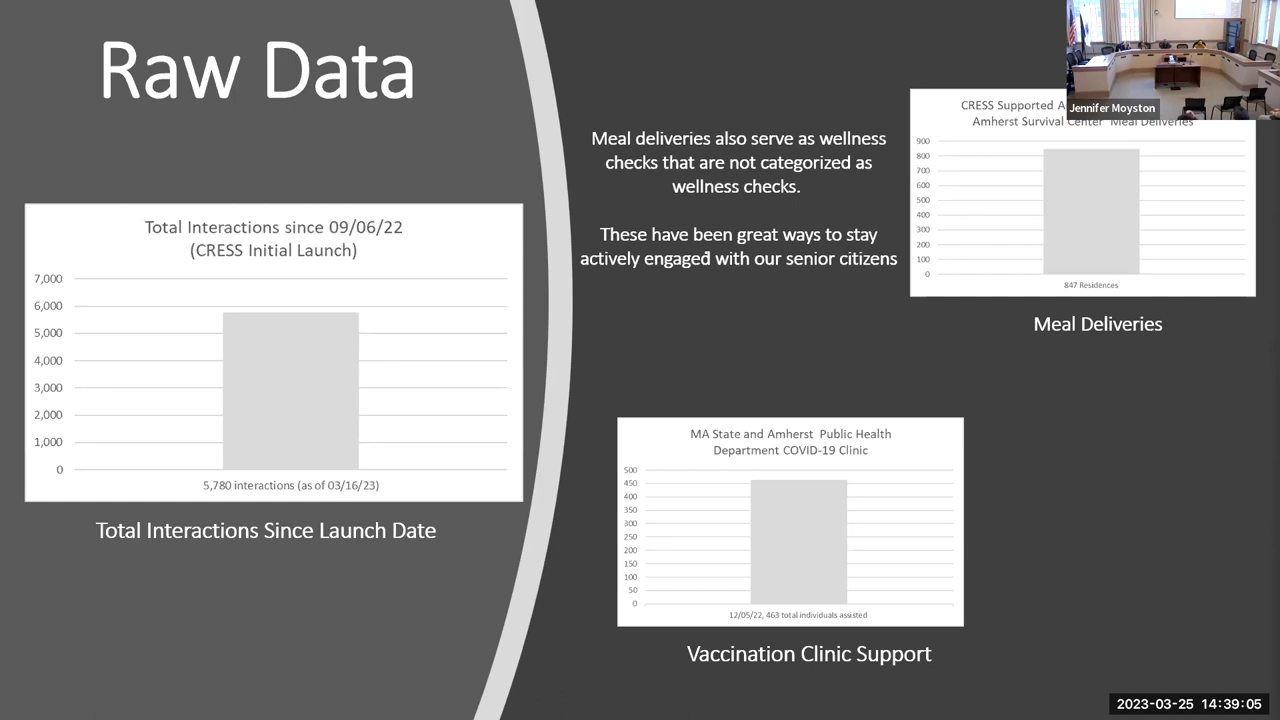 Raw Data
Total Interactions since 09/06/22
(CRESS Initial Launch)
7,000
6,000
5,000
4,000
3,000
2,000
1,000
0
5,780 interactions (as of 03/16/23)
Total Interactions Since Launch Date
Meal deliveries also serve as wellness
checks that are not categorized as
wellness checks.
These have been great ways to stay
actively engaged with our senior citizens
Jennifer Moyston
CRESS Supported
Amherst Survival Center Meal Deliveries
900
800
700
600
500
400
300
200
100
0
847 Residences
Meal Deliveries
MA State and Amherst Public Health
Department COVID-19 Clinic
500
450
400
350
300
250
200
150
100
50
0
12/05/22, 463 total individuals assisted
Vaccination Clinic Support
2023-03-25 14:39:05